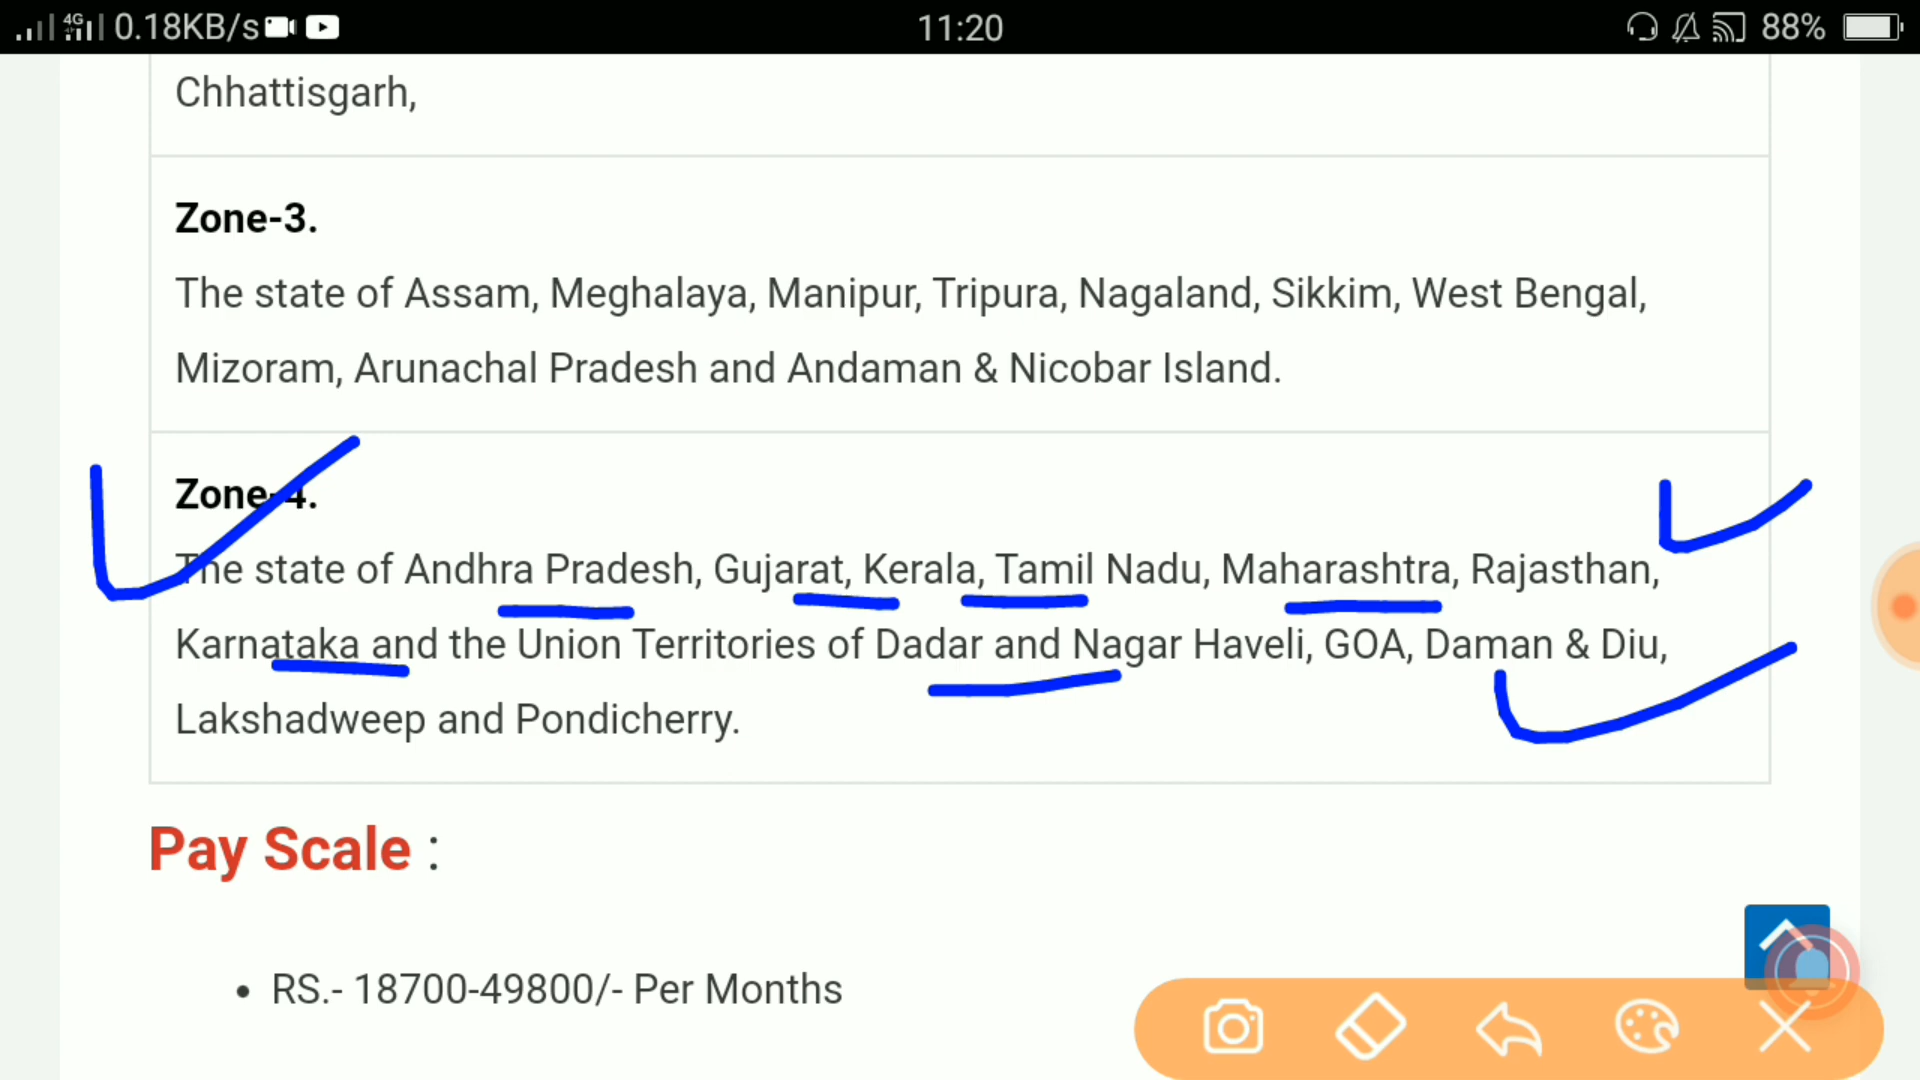 4G 0.18KB/s 11:20 88%
Chhattisgarh,
Zone-3.
The state of Assam, Meghalaya, Manipur, Tripura, Nagaland, Sikkim, West Bengal,
Mizoram, Arunachal Pradesh and Andaman & Nicobar Island.
Zone-4.
The state of Andhra Pradesh, Gujarat, Kerala, Tamil Nadu, Maharashtra, Rajasthan,
Karnataka and the Union Territories of Dadar and Nagar Haveli, GOA, Daman & Diu,
Lakshadweep and Pondicherry.
Pay Scale :
• RS.- 18700-49800/- Per Months